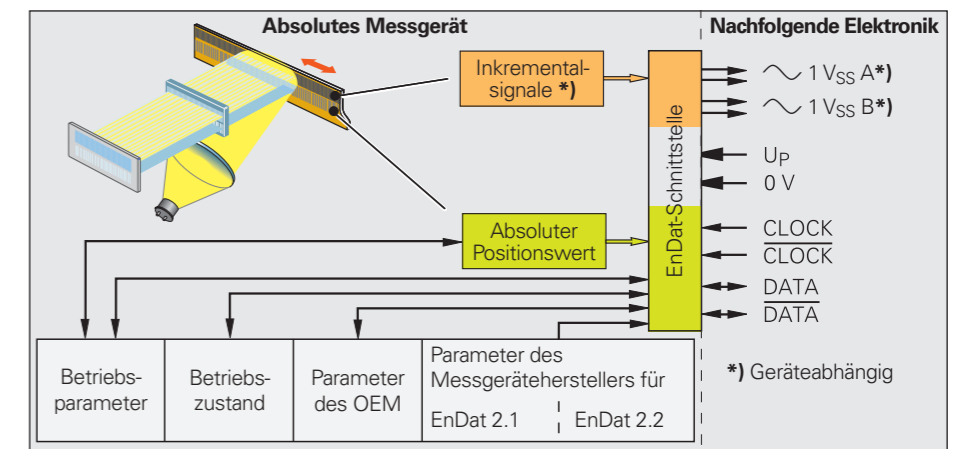 Absolutes Messgerät
Nachfolgende Elektronik
Inkremental-
signale *)
EnDat-Schnittstelle
1 VSS A*)
1 VSS B*)
UP
0 V
Absoluter
Positionswert
CLOCK
CLOCK
DATA
DATA
Betriebs-
parameter
Betriebs-
zustand
Parameter
des OEM
Parameter des
Messgeräteherstellers für
EnDat 2.1
EnDat 2.2
*) Geräteabhängig